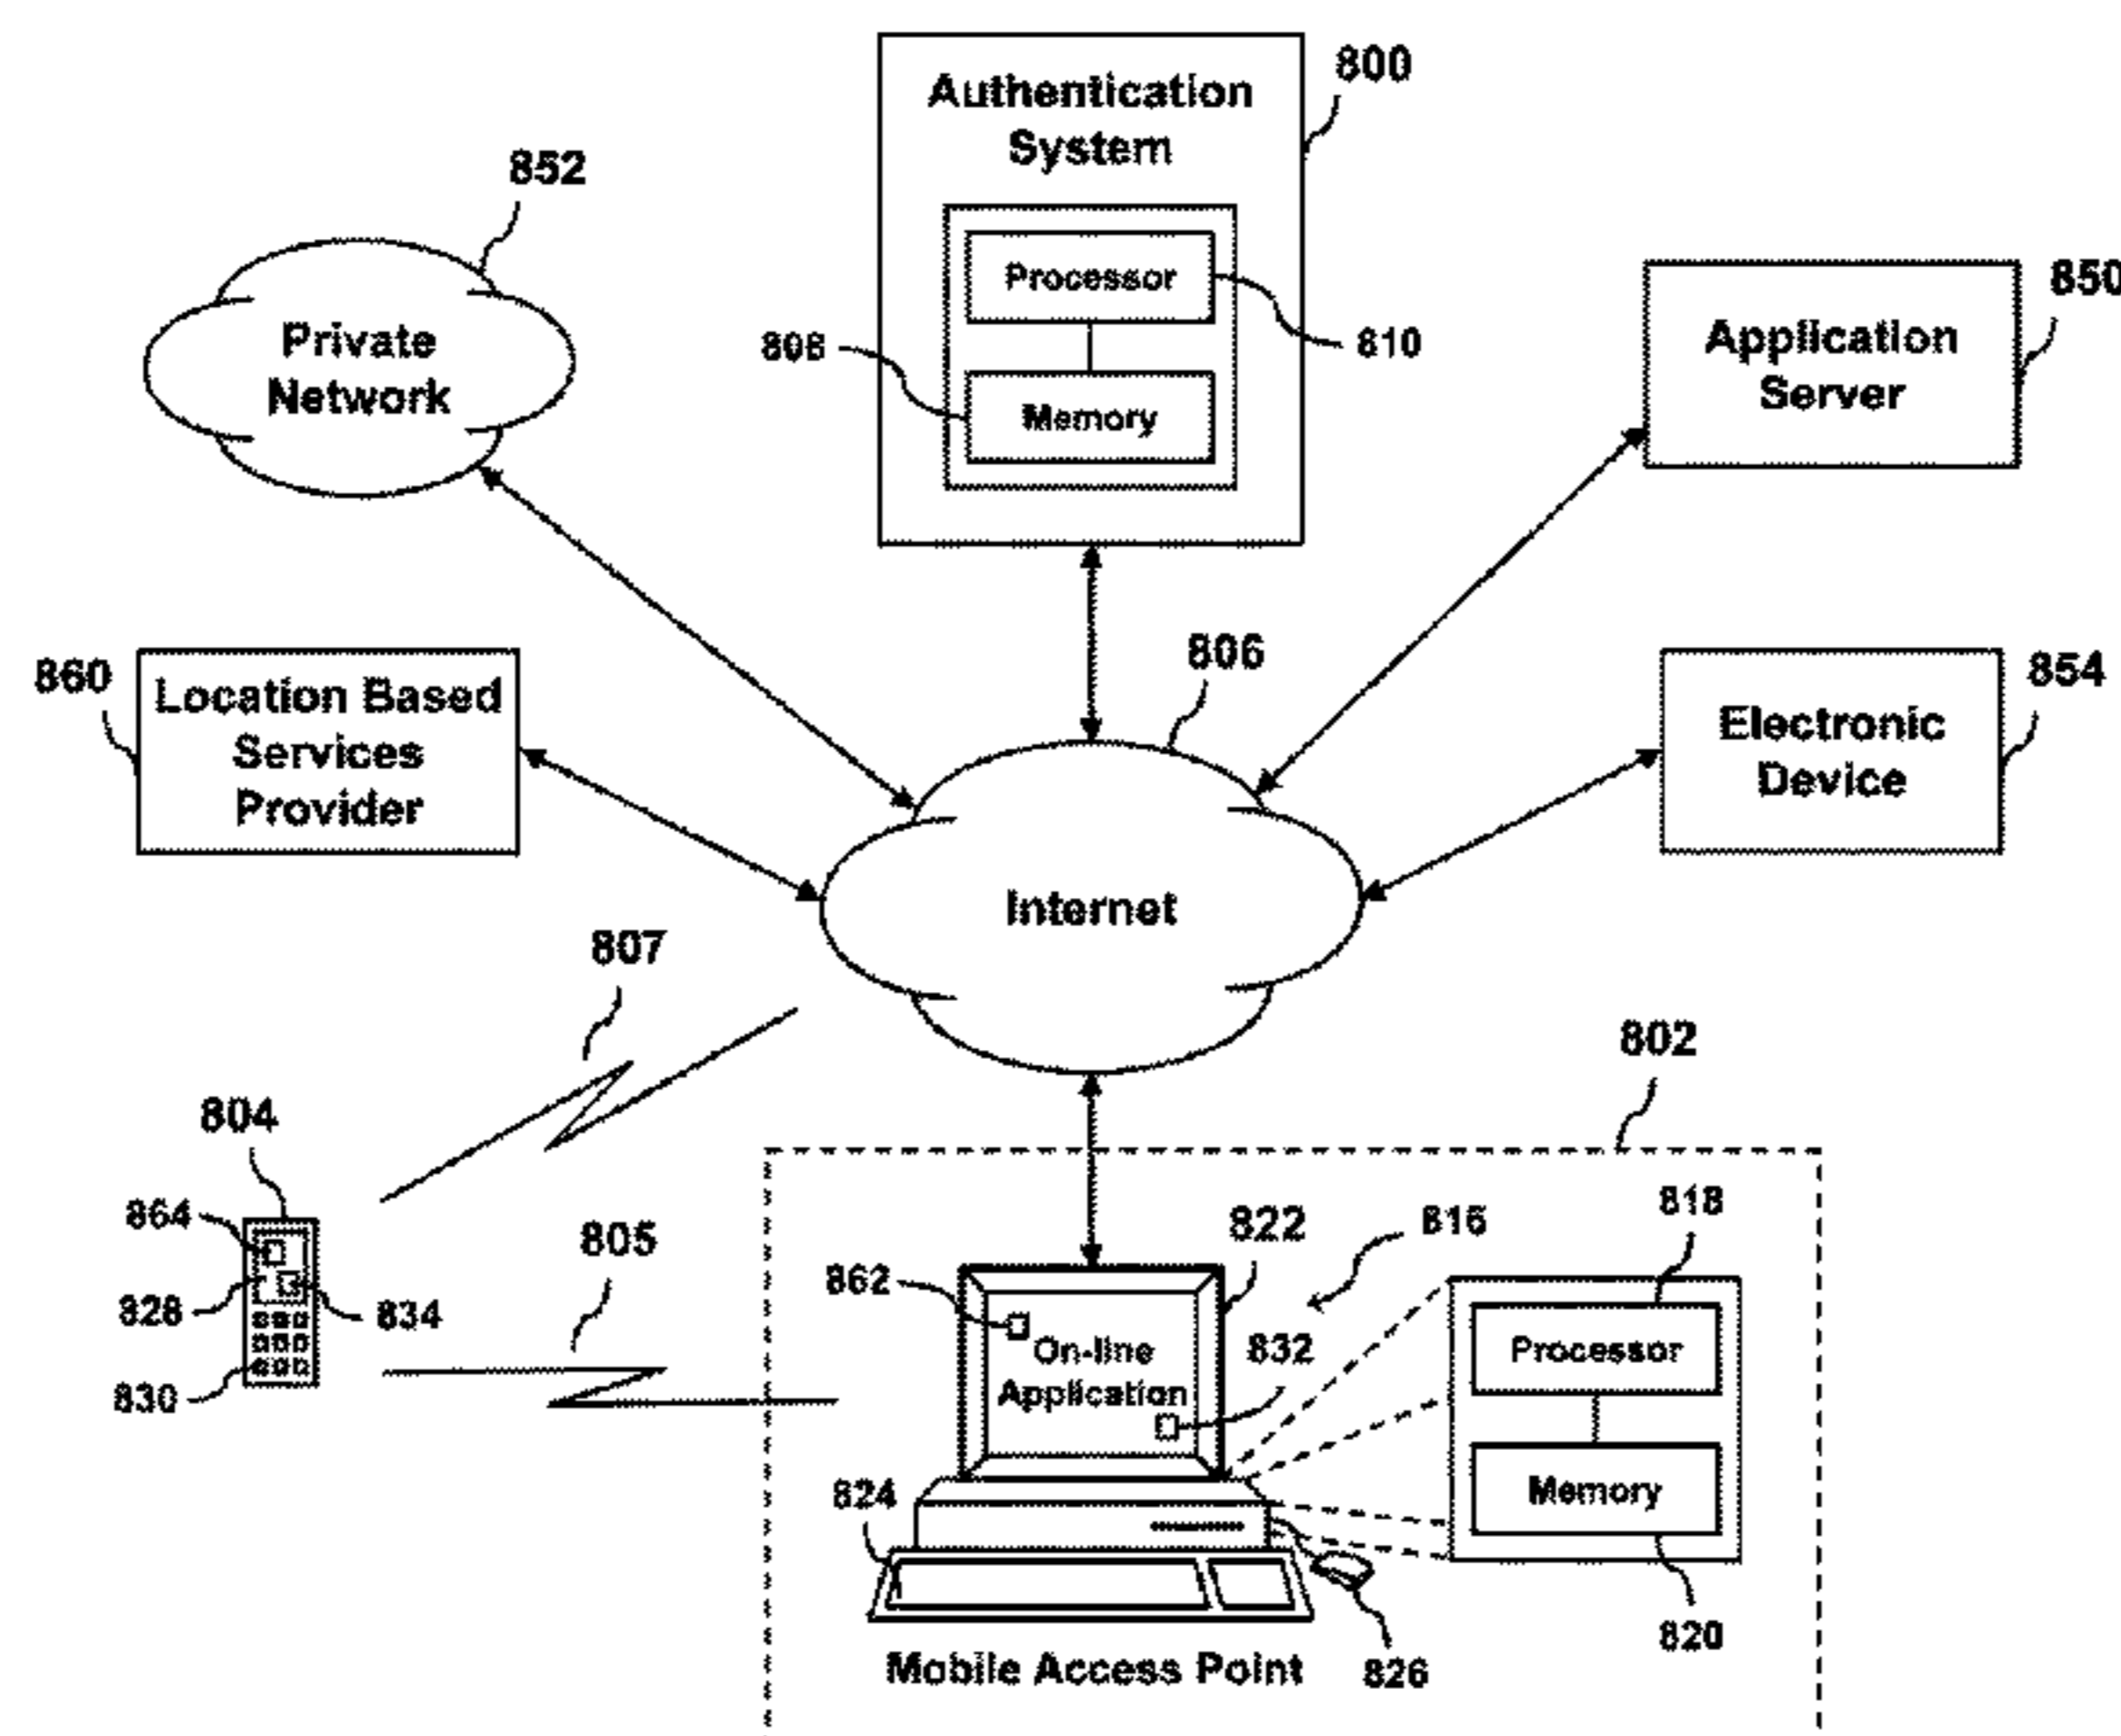 800
Authentication
System
852
Processor
850
Private
Network
808
810
Application
Server
Memory
806
860
Location Based
Services
Provider
854
Electronic
Device
Internet
807
802
804
864
805
822
816
818
862
828
834
On-line
Application
832
Processor
830
824
Memory
820
Mobile Access Point
826